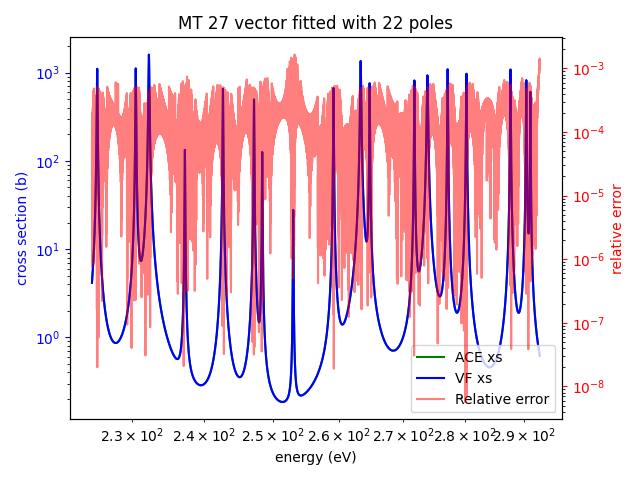 MT 27 vector fitted with 22 poles
10³
10²
10¹
10⁰
cross section (b)
10⁻³
10⁻⁴
10⁻⁵
10⁻⁶
10⁻⁷
10⁻⁸
relative error
ACE xs
VF xs
Relative error
2.3 × 10² 2.4 × 10² 2.5 × 10² 2.6 × 10² 2.7 × 10² 2.8 × 10² 2.9 × 10²
energy (eV)